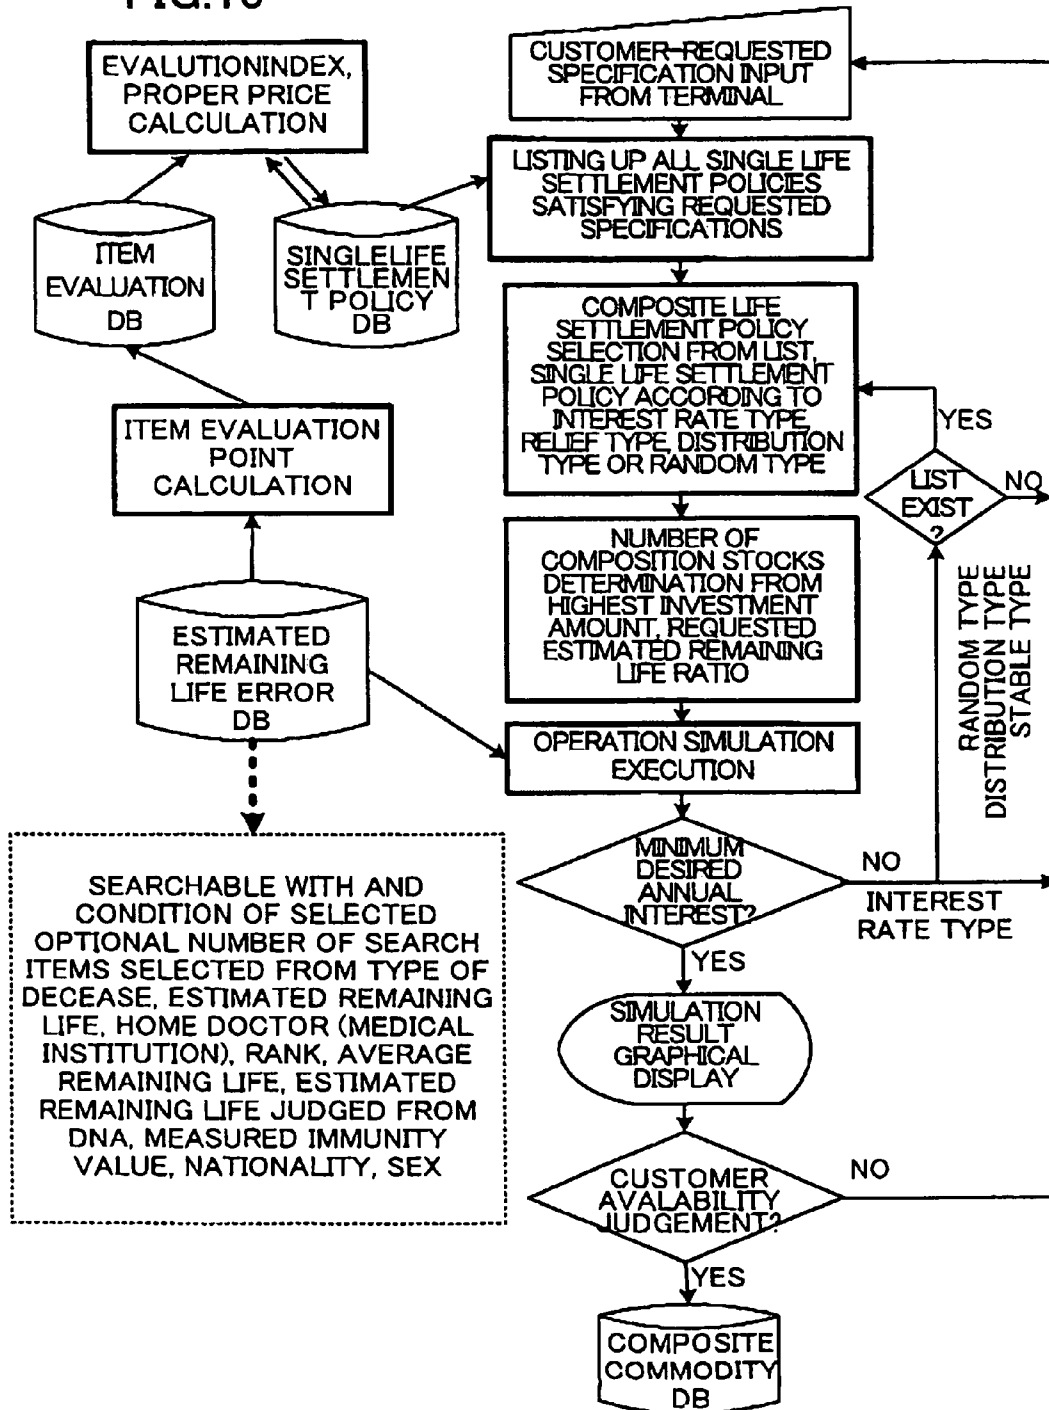 EVALUTIONINDEX,
PROPER PRICE
CALCULATION
CUSTOMER-REQUESTED
SPECIFICATION INPUT
FROM TERMINAL
LISTING UP ALL SINGLE LIFE
SETTLEMENT POLICIES
SATISFYING REQUESTED
SPECIFICATIONS
ITEM
EVALUATION
DB
SINGLELIFE
SETTLEMEN
T POLICY
DB
COMPOSITE LIFE
SETTLEMENT POLICY
SELECTION FROM LIST,
SINGLE LIFE SETTLEMENT
POLICY ACCORDING TO
INTEREST RATE TYPE,
RELIEF TYPE, DISTRIBUTION
TYPE OR RANDOM TYPE
YES
LIST
EXIST
?
NO
ITEM EVALUATION
POINT
CALCULATION
NUMBER OF
COMPOSITION STOCKS
DETERMINATION FROM
HIGHEST INVESTMENT
AMOUNT, REQUESTED
ESTIMATED REMAINING
LIFE RATIO
RANDOM TYPE
DISTRIBUTION TYPE
STABLE TYPE
ESTIMATED
REMAINING
LIFE ERROR
DB
OPERATION SIMULATION
EXECUTION
MINIMUM
DESIRED
ANNUAL
INTEREST?
NO
INTEREST
RATE TYPE
YES
SEARCHABLE WITH AND
CONDITION OF SELECTED
OPTIONAL NUMBER OF SEARCH
ITEMS SELECTED FROM TYPE OF
DECEASE, ESTIMATED REMAINING
LIFE, HOME DOCTOR (MEDICAL
INSTITUTION), RANK, AVERAGE
REMAINING LIFE, ESTIMATED
REMAINING LIFE JUDGED FROM
DNA, MEASURED IMMUNITY
VALUE, NATIONALITY, SEX
SIMULATION
RESULT
GRAPHICAL
DISPLAY
CUSTOMER
AVALABILITY
JUDGEMENT?
NO
YES
COMPOSITE
COMMODITY
DB